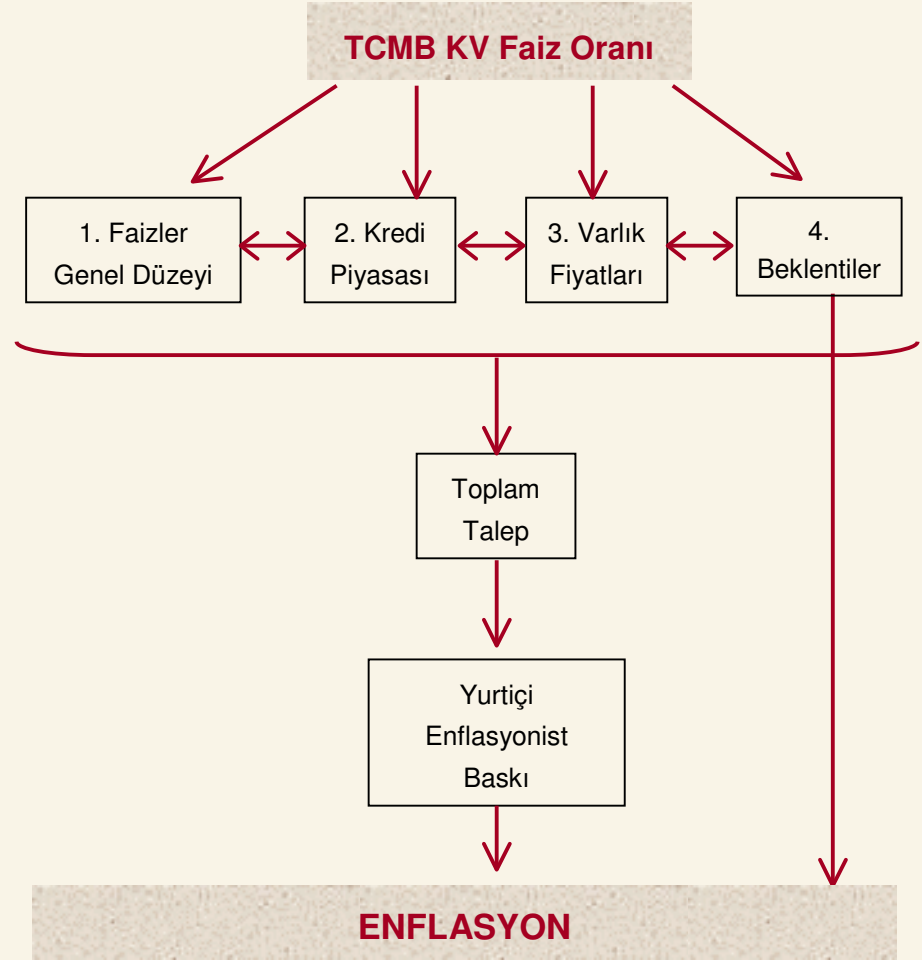 TCMB KV Faiz Oranı
1. Faizler
Genel Düzeyi
2. Kredi
Piyasası
3. Varlık
Fiyatları
4.
Beklentiler
Toplam
Talep
Yurtiçi
Enflasyonist
Baskı
ENFLASYON